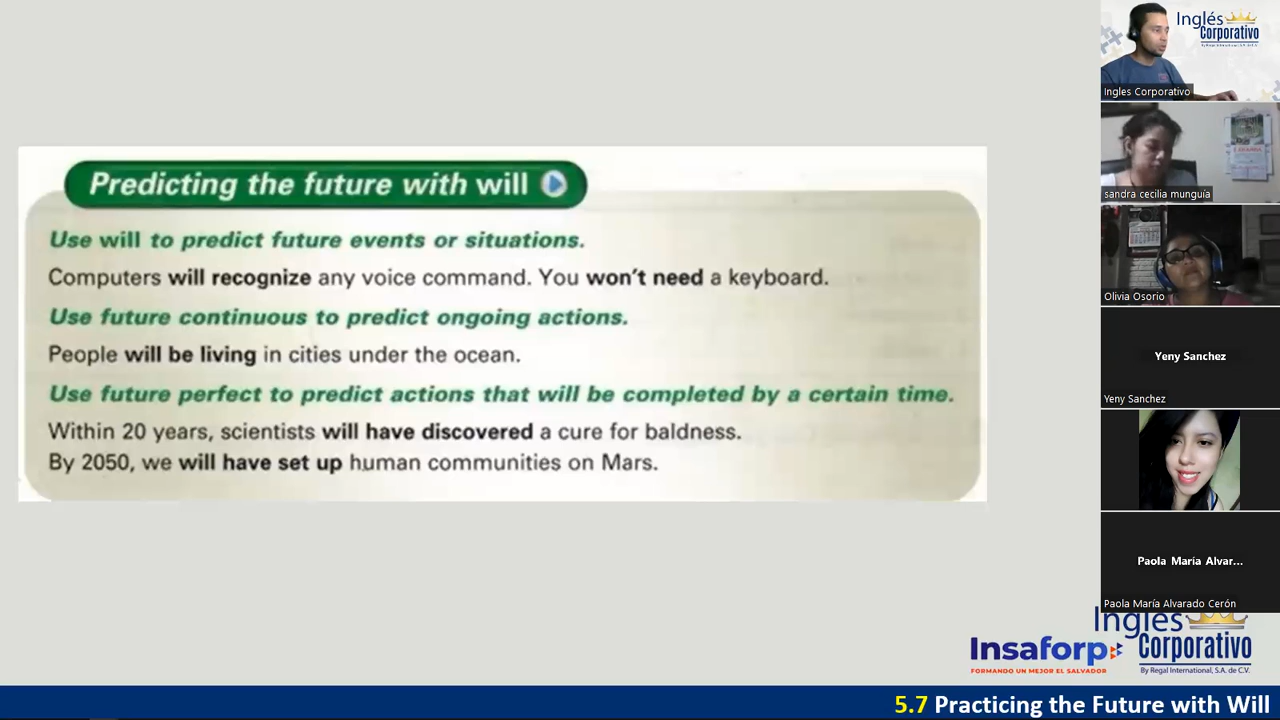 Predicting the future with will
Use will to predict future events or situations.
Computers will recognize any voice command. You won't need a keyboard.
Use future continuous to predict ongoing actions.
People will be living in cities under the ocean.
Use future perfect to predict actions that will be completed by a certain time.
Within 20 years, scientists will have discovered a cure for baldness.
By 2050, we will have set up human communities on Mars.
Inglés
Corporativo
Ingles Corporativo
sandra cecilia munguía
Olivia Osorio
Yeny Sanchez
Yeny Sanchez
Paola María Alvar...
Paola María Alvarado Cerón
Insaforp
FORMANDO UN MEJOR EL SALVADOR
Inglés
Corporativo
By Regal International, S.A. de C.V.
5.7 Practicing the Future with Will